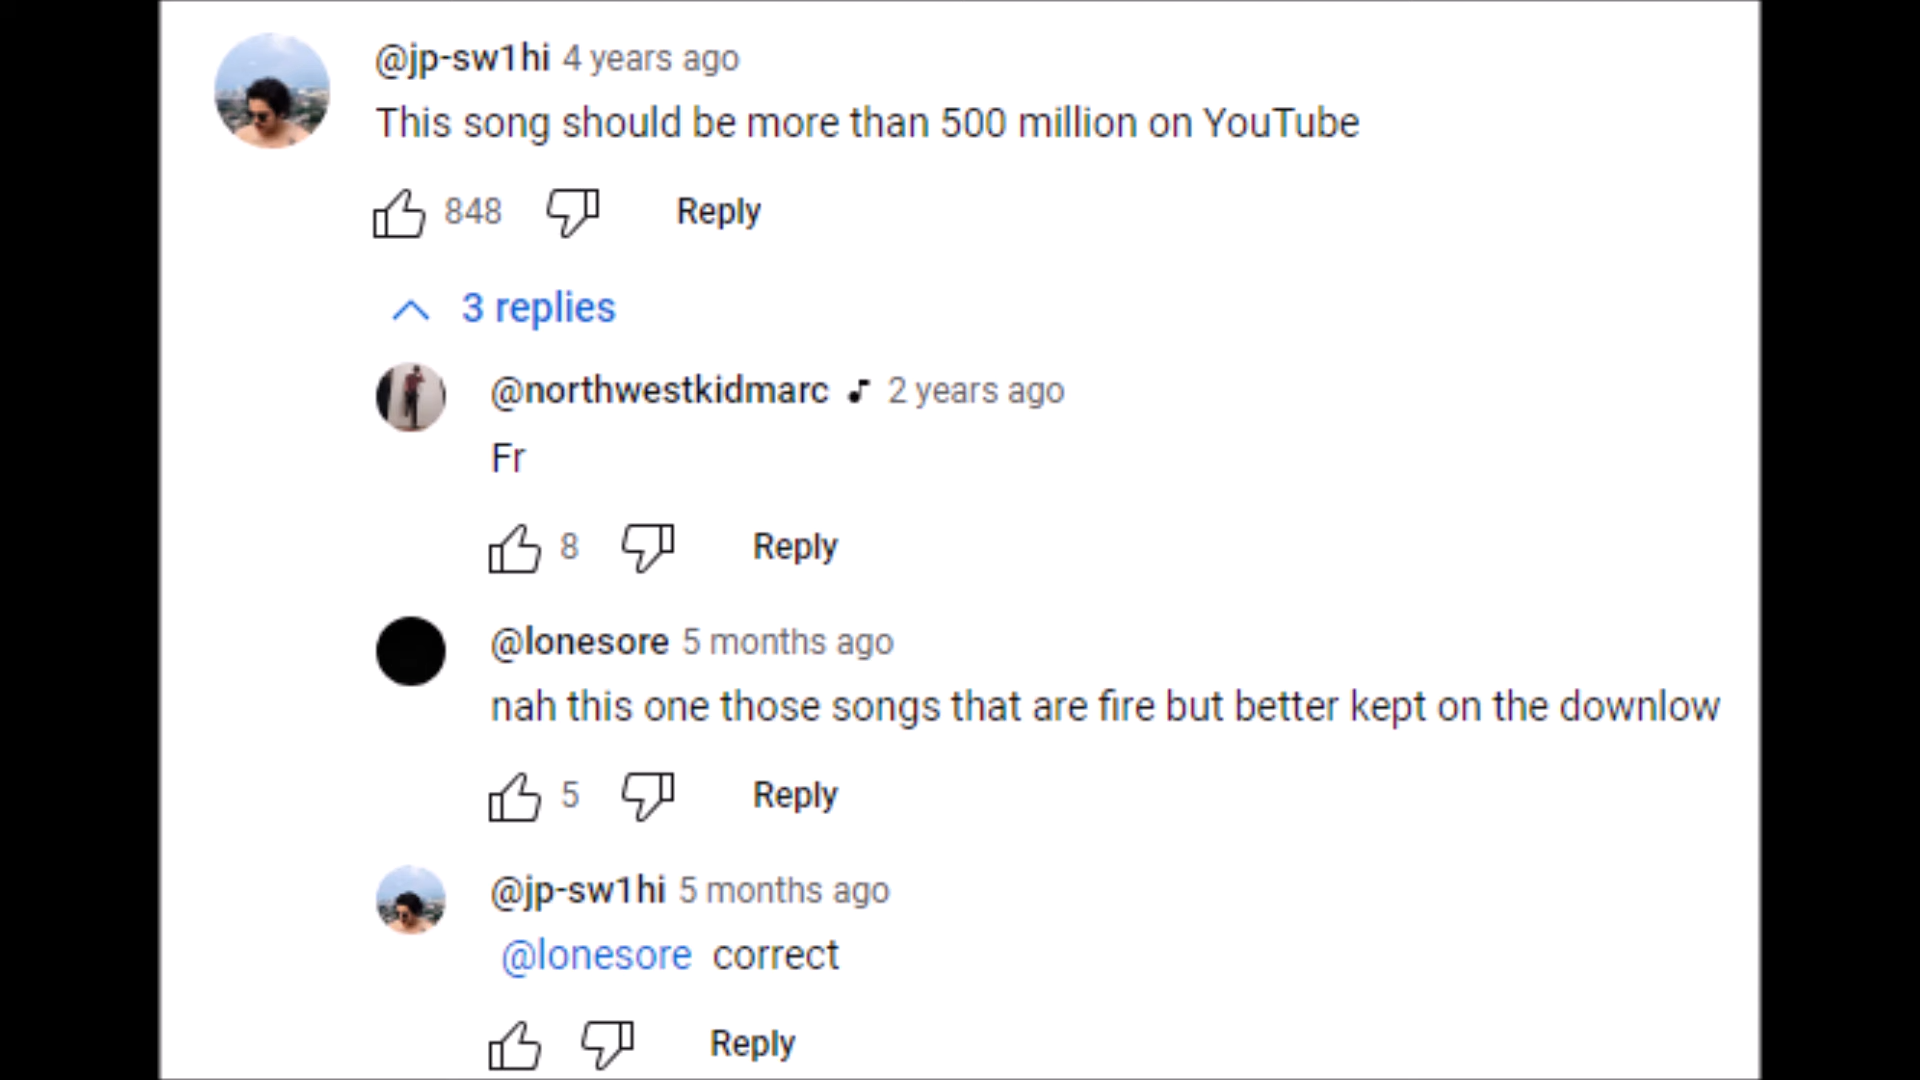 @jp-sw1hi 4 years ago
This song should be more than 500 million on YouTube
848 Reply
3 replies
@northwestkidmarc 2 years ago
Fr
8 Reply
@lonesore 5 months ago
nah this one those songs that are fire but better kept on the downlow
5 Reply
@jp-sw1hi 5 months ago
@lonesore correct
Reply